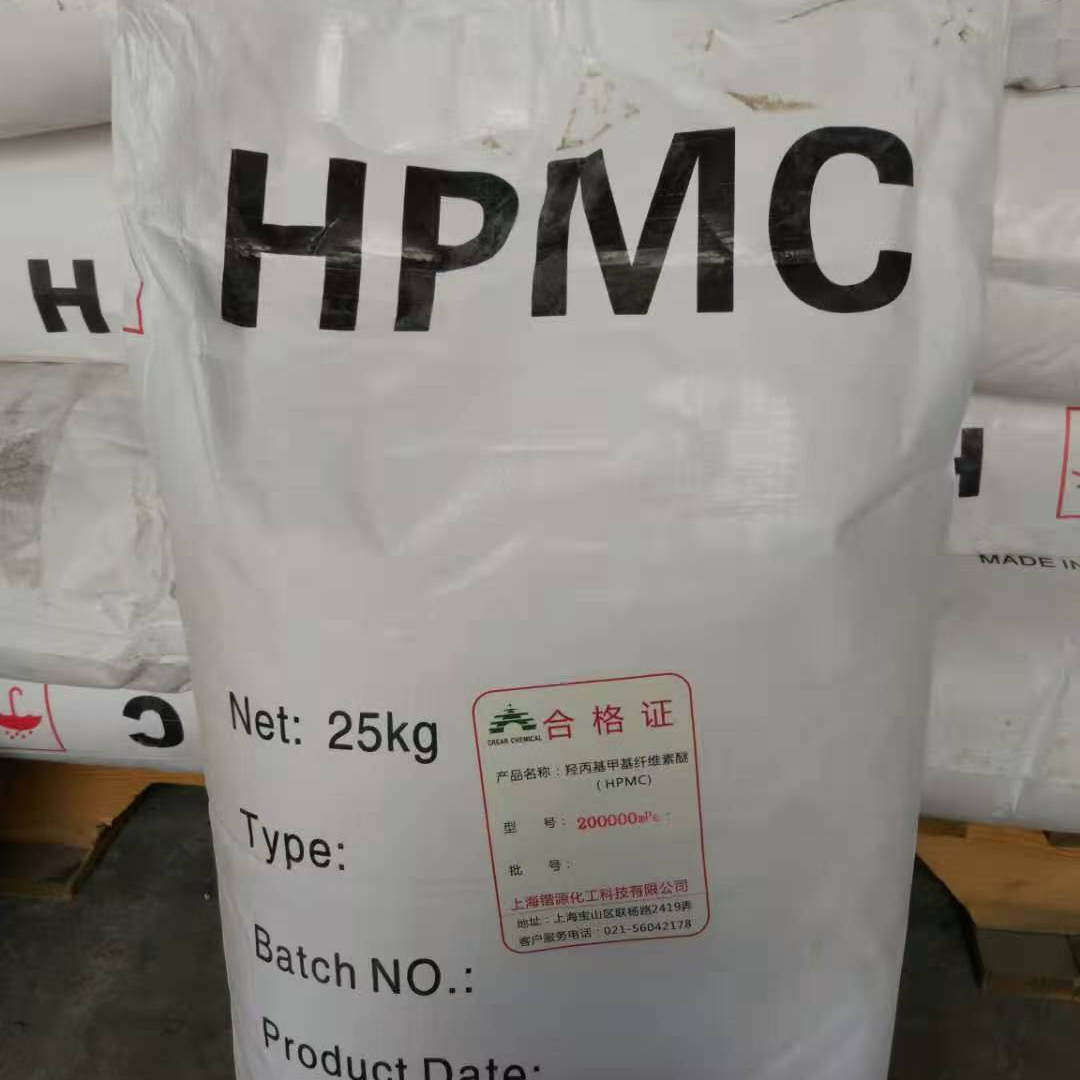 HPMC
H
H
MADE IN
C
Net: 25kg
CREAR CHEMICAL
合格证
产品名称：羟丙基甲基纤维素醚
（HPMC）
型 号：200000mPs
批 号：
上海锴源化工科技有限公司
地址：上海宝山区联杨路2419弄
客户服务电话：021-56042178
Type:
Batch NO.:
Product Date: